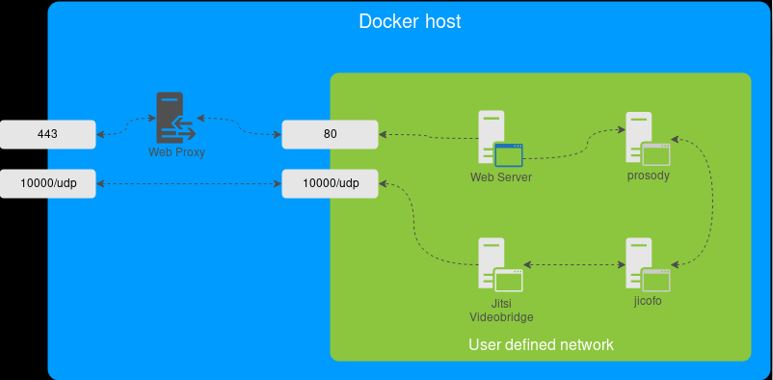 Docker host
443
Web Proxy
80
10000/udp
10000/udp
Web Server
prosody
Jitsi
Videobridge
jicofo
User defined network